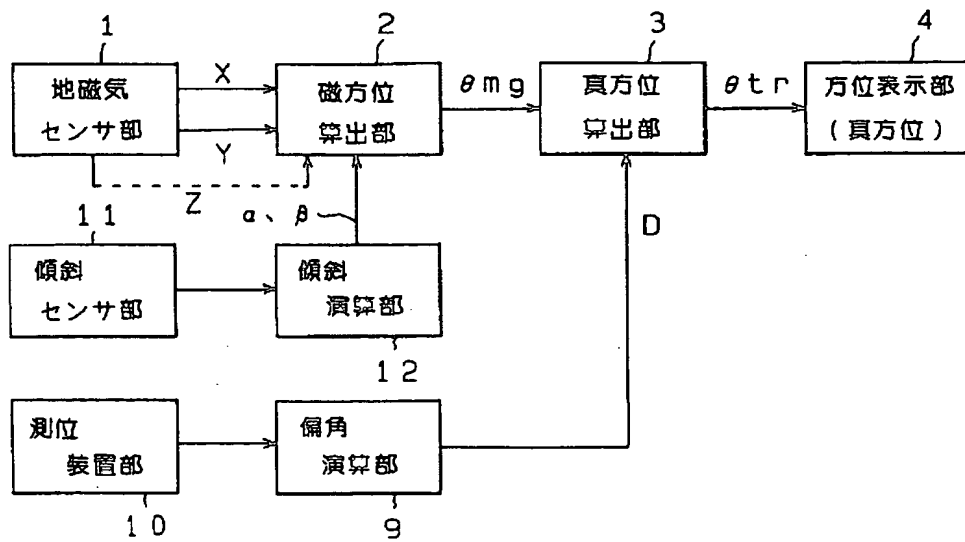 1
地磁気
センサ部
X
Y
Z
2
磁方位
算出部
θmg
3
真方位
算出部
θtr
4
方位表示部
(真方位)
α、β
D
11
傾斜
センサ部
傾斜
演算部
12
測位
装置部
10
偏角
演算部
9